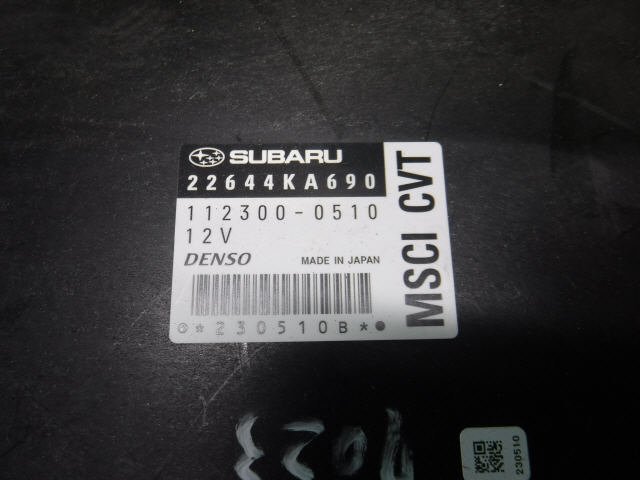 SUBARU
22644KA690
112300-0510
12V
DENSO MADE IN JAPAN
*230510B*
MSCI CVT
230510